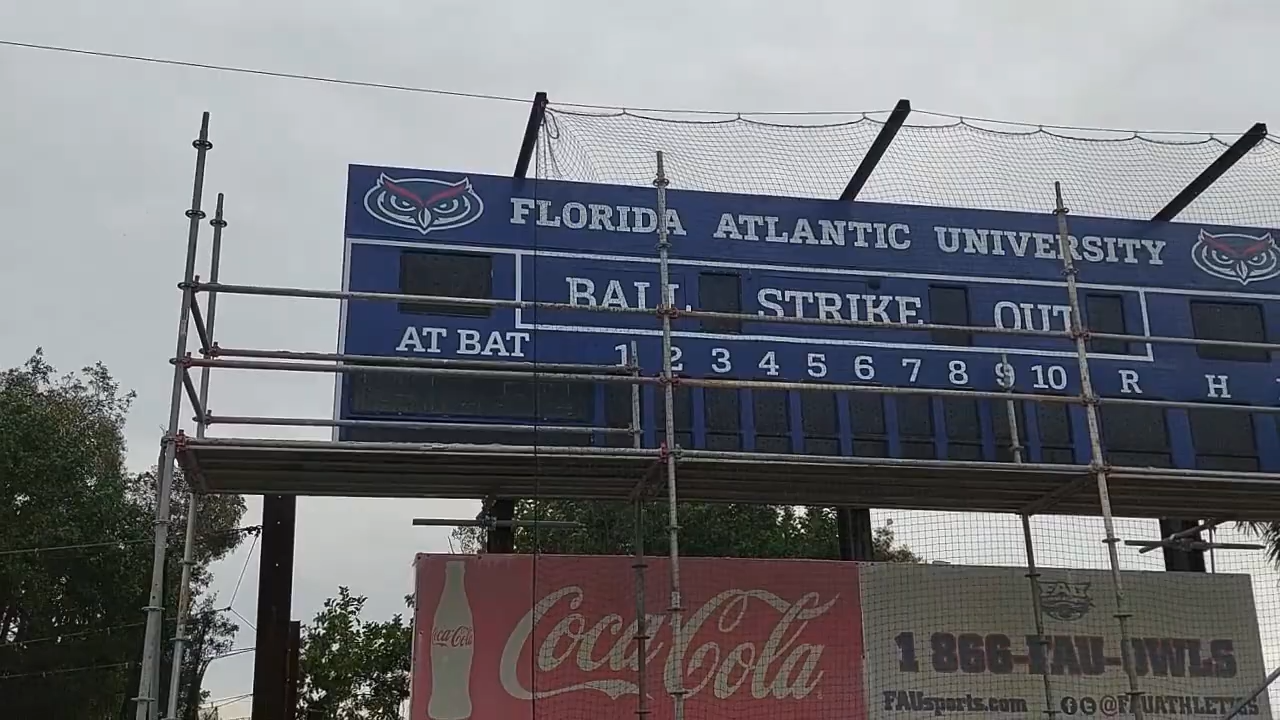 FLORIDA ATLANTIC UNIVERSITY
BALL STRIKE OUT
AT BAT
1 2 3 4 5 6 7 8 9 10 R H
Coca-Cola
Coca-Cola
FAU
1 866-FAU-OWLS
FAUsports.com @FAUATHLETICS